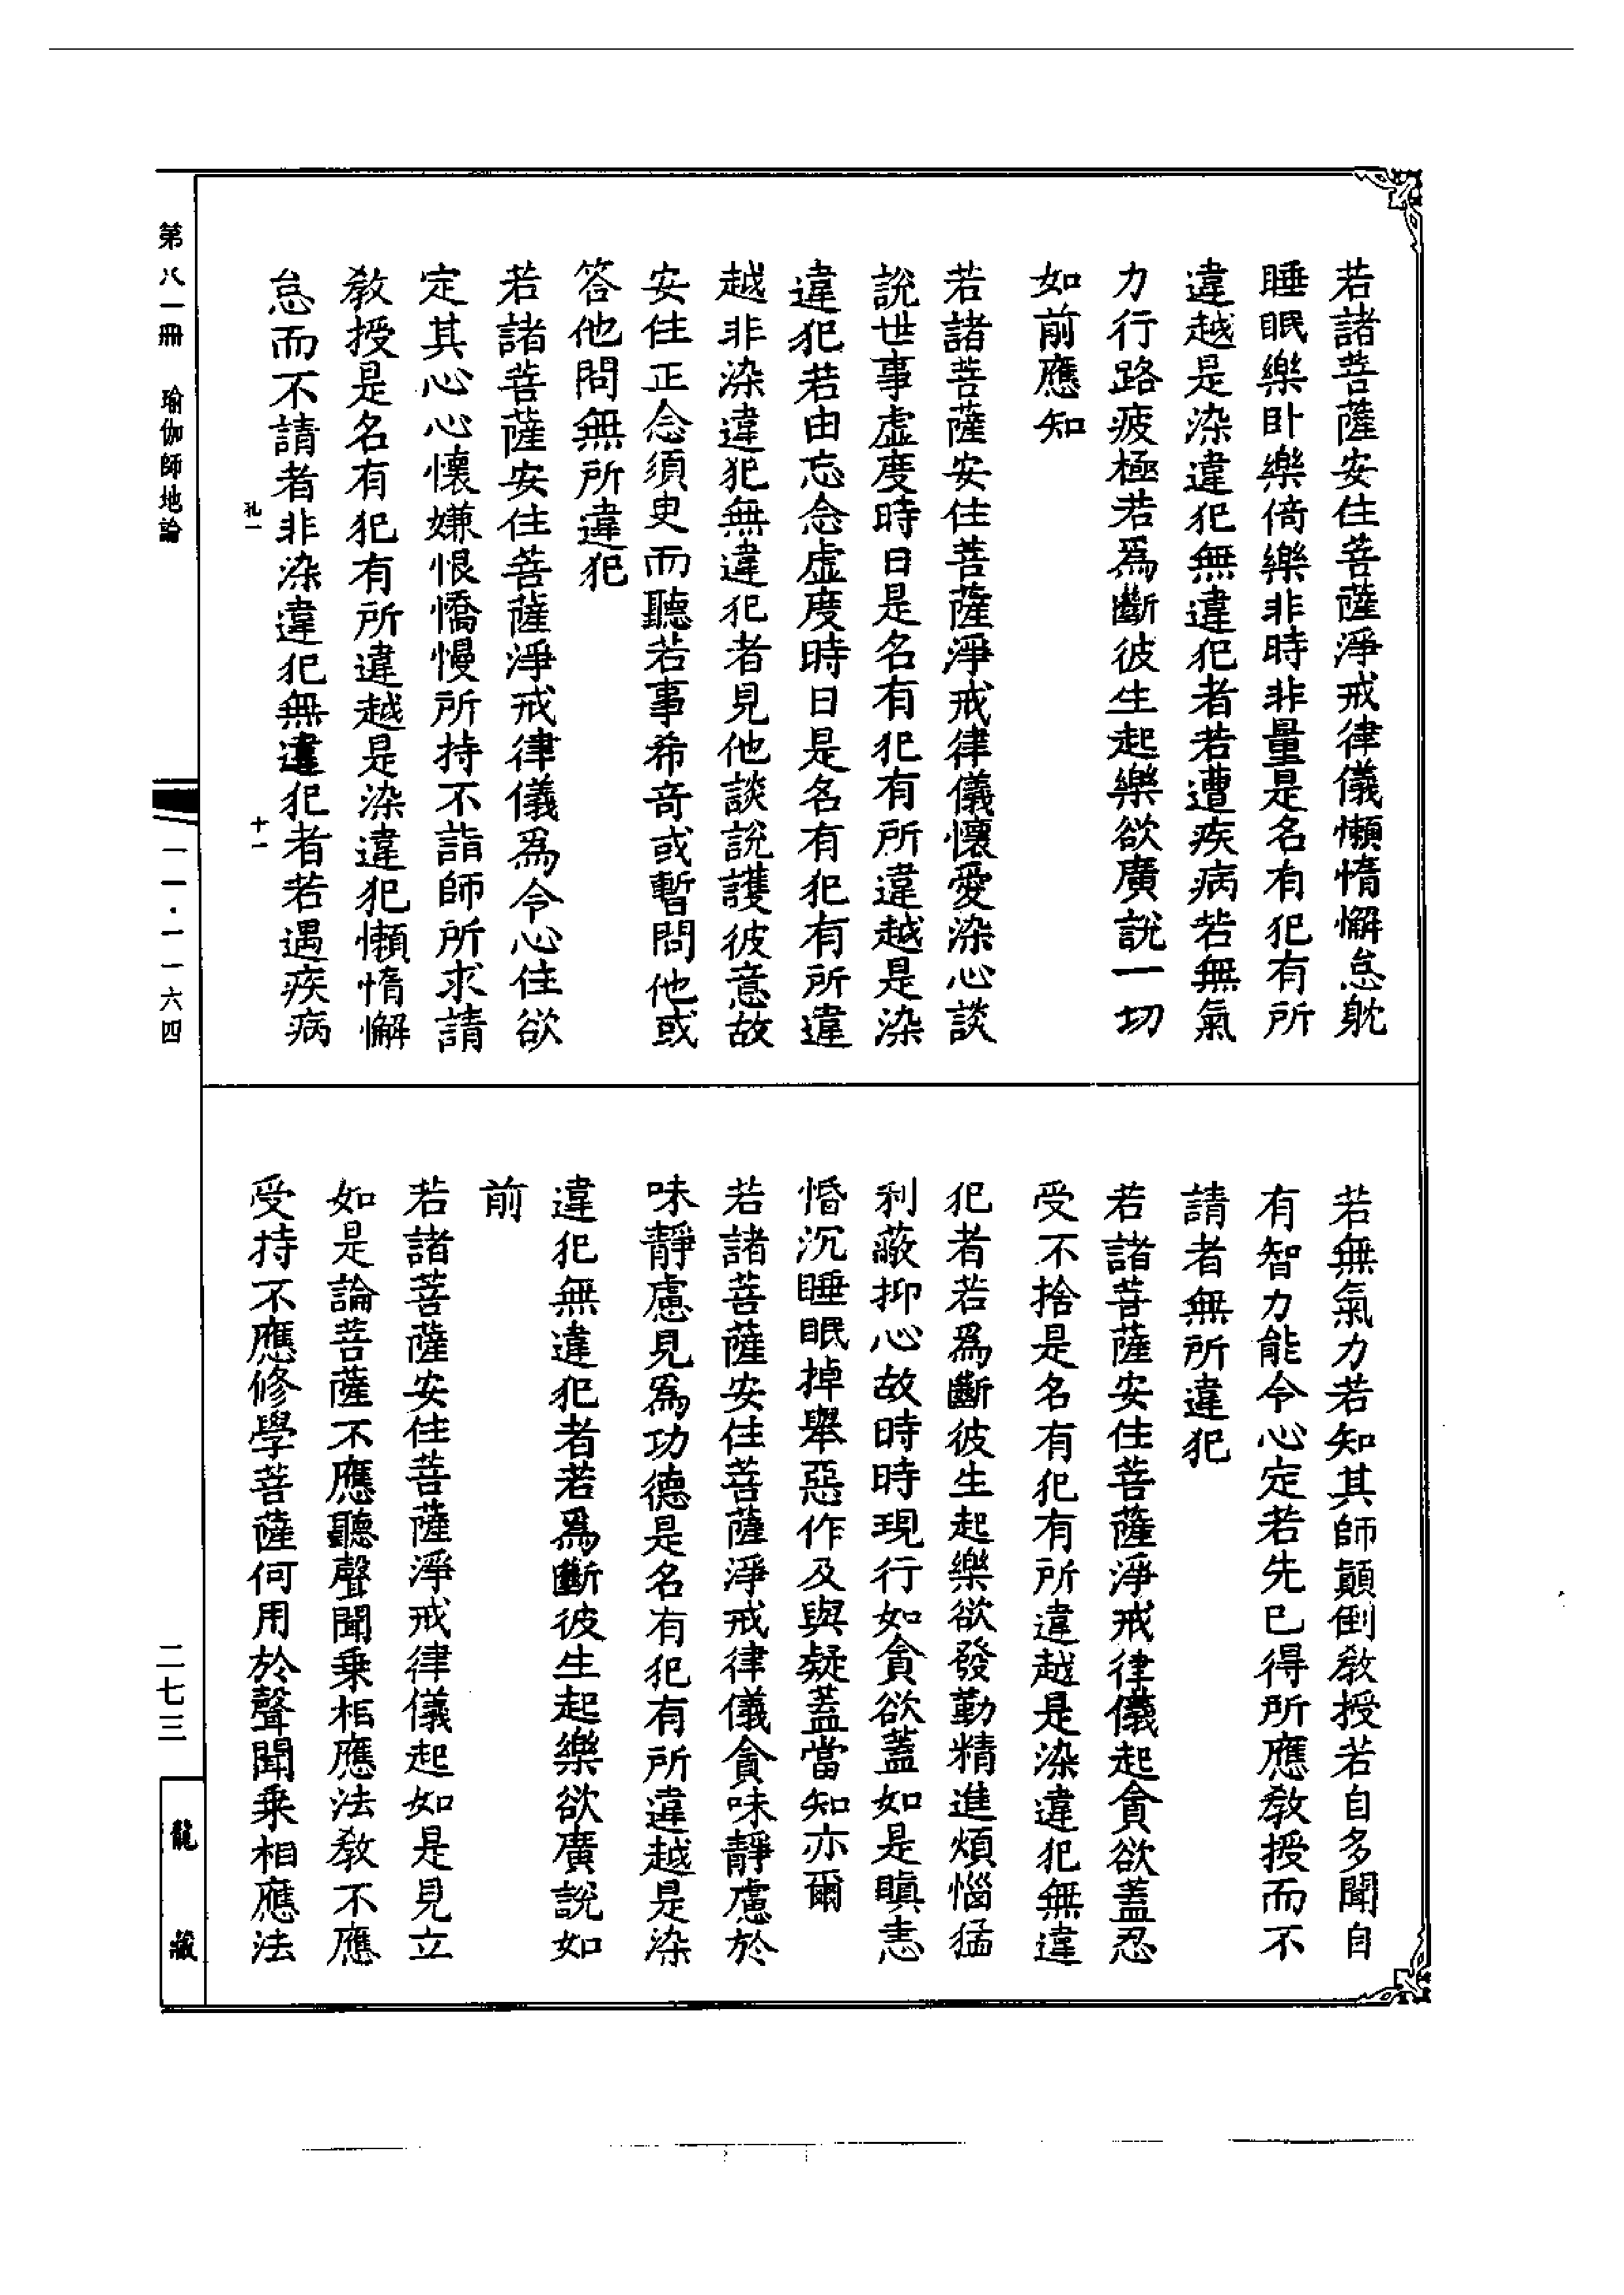 若諸菩薩安住菩薩淨戒律儀懶惰懈怠躭
睡眠樂卧樂倚樂非時非量是名有犯有所
違越是染違犯無違犯者若遭疾病若無氣
力行路疲極若爲斷彼生起樂欲廣說一切
如前應知
若諸菩薩安住菩薩淨戒律儀懷愛染心談
說世事虛度時日是名有犯有所違越是染
違犯若由忘念虛度時日是名有犯有所違
越非染違犯無違犯者見他談說護彼意故
安住正念須臾而聽若事希奇或暫問他或
答他問無所違犯
若諸菩薩安住菩薩淨戒律儀爲令心住欲
定其心心懷嫌恨憍慢所持不詣師所求請
教授是名有犯有所違越是染違犯懶惰懈
怠而不請者非染違犯無違犯者若遇疾病
若無氣力若知其師顛倒教授若自多聞自
有智力能令心定若先已得所應教授而不
請者無所違犯
若諸菩薩安住菩薩淨戒律儀起貪欲蓋忍
受不捨是名有犯有所違越是染違犯無違
犯者若爲斷彼生起樂欲發勤精進煩惱猛
利蔽抑心故時時現行如貪欲蓋如是瞋恚
惛沉睡眠掉舉惡作及與疑蓋當知亦爾
若諸菩薩安住菩薩淨戒律儀貪味靜慮於
味靜慮見爲功德是名有犯有所違越是染
違犯無違犯者若爲斷彼生起樂欲廣說如
前
若諸菩薩安住菩薩淨戒律儀起如是見立
如是論菩薩不應聽聲聞乗相應法教不應
受持不應修學菩薩何用於聲聞乗相應法
第八一冊 瑜伽師地論
孔一
十一
一一·一一六四
二七三
龍藏